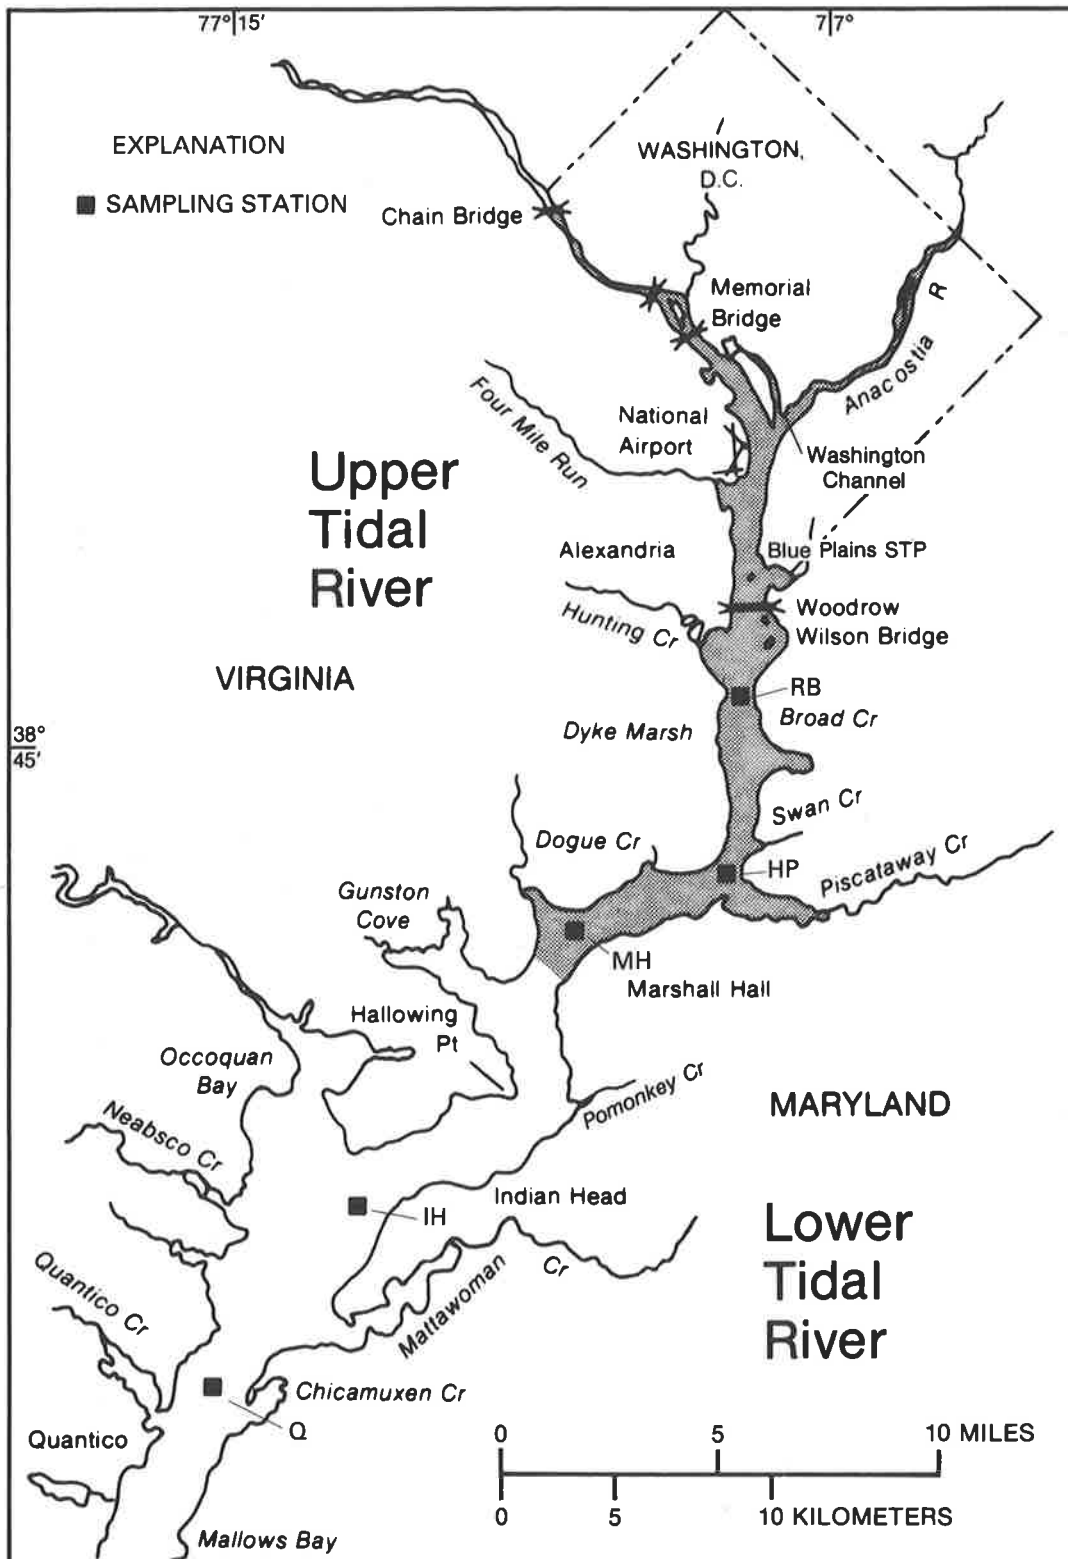 77° 15'
77°
EXPLANATION
■ SAMPLING STATION
WASHINGTON,
D.C.
Chain Bridge
Memorial
Bridge
Anacostia R
Four Mile Run
National
Airport
Washington
Channel
Upper
Tidal
River
Alexandria
Blue Plains STP
Hunting Cr
Woodrow
Wilson Bridge
VIRGINIA
RB
Broad Cr
Dyke Marsh
38°
45'
Swan Cr
Dogue Cr
HP
Piscataway Cr
Gunston
Cove
MH
Marshall Hall
Hallowing
Pt
Occoquan
Bay
Pomonkey Cr
MARYLAND
Neabsco Cr
Indian Head
IH
Lower
Tidal
River
Mattawoman Cr
Quantico Cr
Chicamuxen Cr
Q
Quantico
0 5 10 MILES
0 5 10 KILOMETERS
Mallows Bay